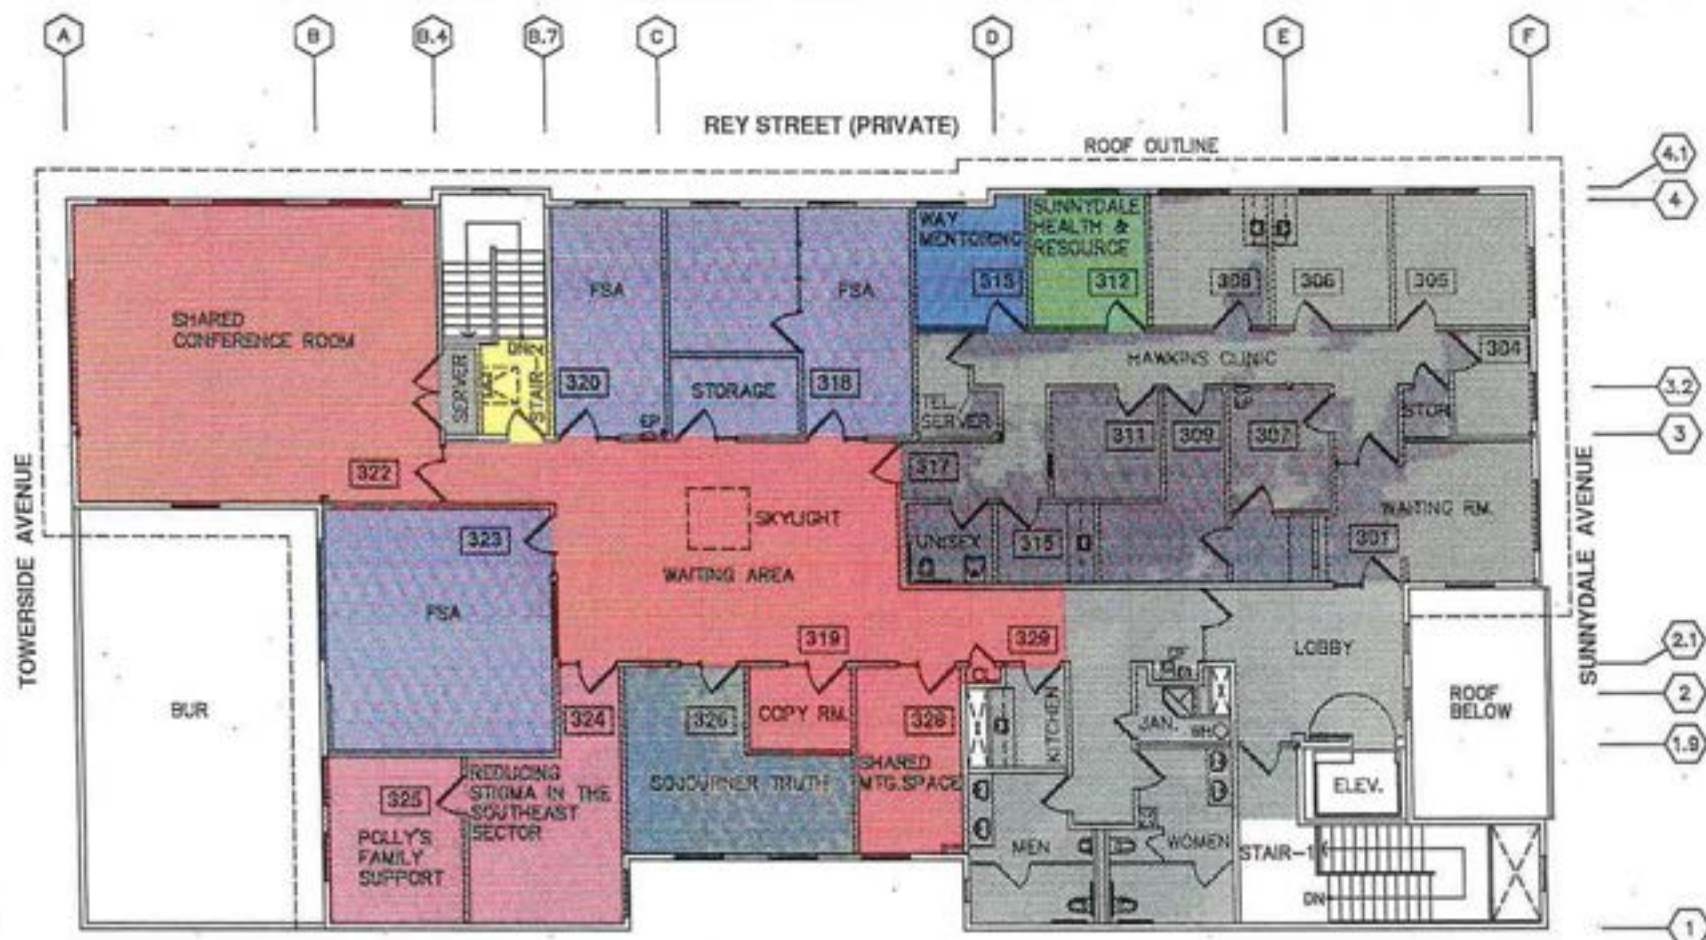 A
B
B.4
B.7
C
D
E
F
REY STREET (PRIVATE)
ROOF OUTLINE
4.1
4
3.2
3
2.1
2
1.9
1
TOWERSIDE AVENUE
SUNNYDALE AVENUE
SHARED
CONFERENCE ROOM
322
SERVER
STAIR-2
DN
FSA
320
EP
STORAGE
FSA
318
WAY
MENTORING
313
SUNNYDALE
HEALTH &
RESOURCE
312
308
306
305
304
HAWKINS CLINIC
TEL.
SERVER
317
311
309
307
STOR
UNISEX
315
301
WAITING RM.
SKYLIGHT
WAITING AREA
323
FSA
319
329
LOBBY
BUR
324
326
COPY RM.
328
CL
KITCHEN
JAN.
WH
ROOF
BELOW
ELEV.
325
POLLY'S
FAMILY
SUPPORT
REDUCING
STIGMA IN THE
SOUTHEAST
SECTOR
SOJOURNER TRUTH
SHARED
MTG.SPACE
MEN
WOMEN
STAIR-1
DN